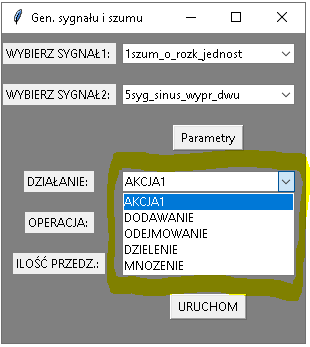 Gen. sygnału i szumu
WYBIERZ SYGNAŁ1: 1szum_o_rozk_jednost
WYBIERZ SYGNAŁ2: 5syg_sinus_wypr_dwu
Parametry
DZIAŁANIE: AKCJA1
AKCJA1
DODAWANIE
OPERACJA:
ODEJMOWANIE
DZIELENIE
ILOŚĆ PRZEDZ.:
MNOZENIE
URUCHOM